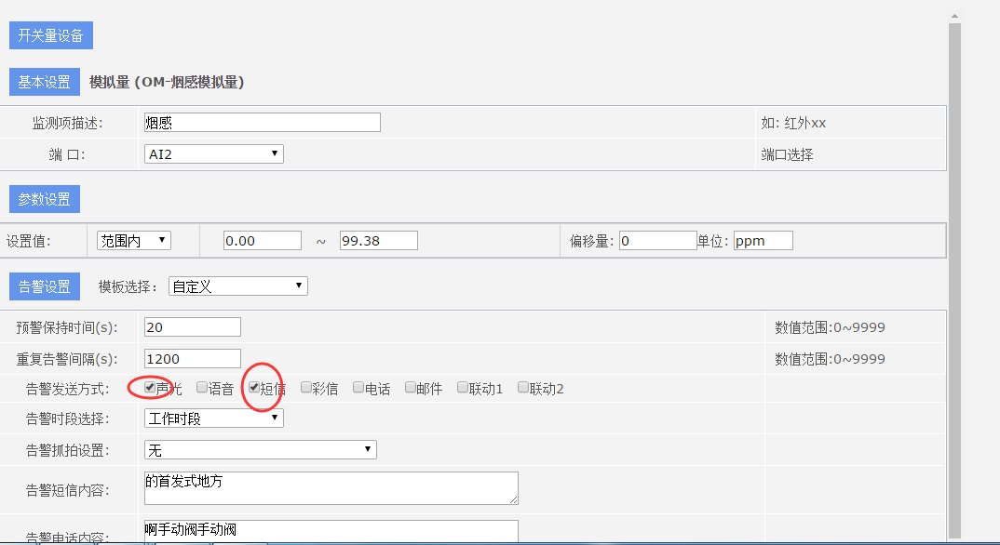 开关量设备
基本设置 模拟量 (OM-烟感模拟量)
监测项描述: 烟感 如: 红外xx
端 口: AI2 端口选择
参数设置
设置值: 范围内 0.00 ~ 99.38 偏移量: 0 单位: ppm
告警设置 模板选择: 自定义
预警保持时间(s): 20 数值范围:0~9999
重复告警间隔(s): 1200 数值范围:0~9999
告警发送方式: 声光 语音 短信 彩信 电话 邮件 联动1 联动2
告警时段选择: 工作时段
告警抓拍设置: 无
告警短信内容: 的首发式地方
告警电话内容: 啊手动阀手动阀